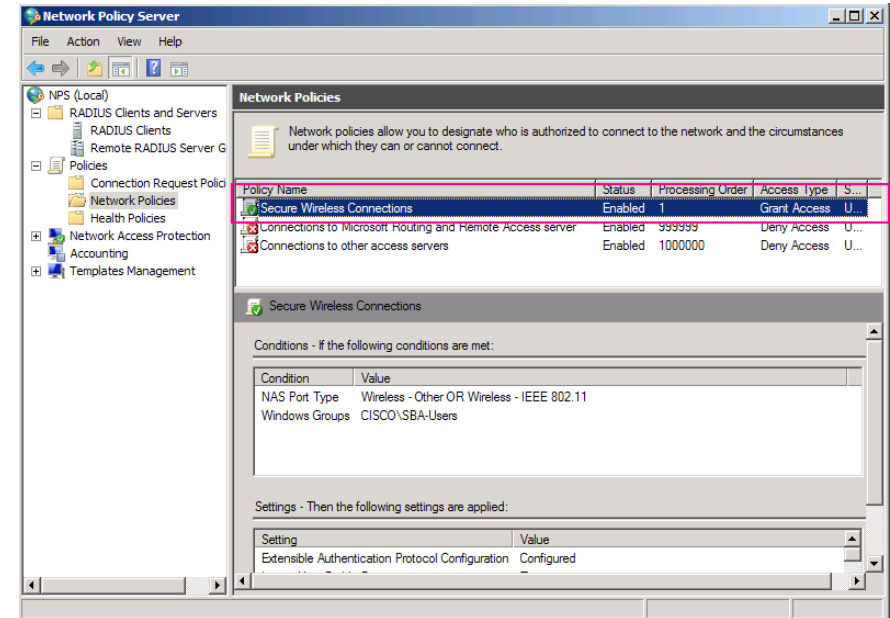 Network Policy Server
File Action View Help
NPS (Local)
RADIUS Clients and Servers
RADIUS Clients
Remote RADIUS Server G
Policies
Connection Request Polici
Network Policies
Health Policies
Network Access Protection
Accounting
Templates Management
Network Policies
Network policies allow you to designate who is authorized to connect to the network and the circumstances
under which they can or cannot connect.
Policy Name Status Processing Order Access Type S...
Secure Wireless Connections Enabled 1 Grant Access U...
Connections to Microsoft Routing and Remote Access server Enabled 999999 Deny Access U...
Connections to other access servers Enabled 1000000 Deny Access U...
Secure Wireless Connections
Conditions - If the following conditions are met:
Condition Value
NAS Port Type Wireless - Other OR Wireless - IEEE 802.11
Windows Groups CISCO\SBA-Users
Settings - Then the following settings are applied:
Setting Value
Extensible Authentication Protocol Configuration Configured